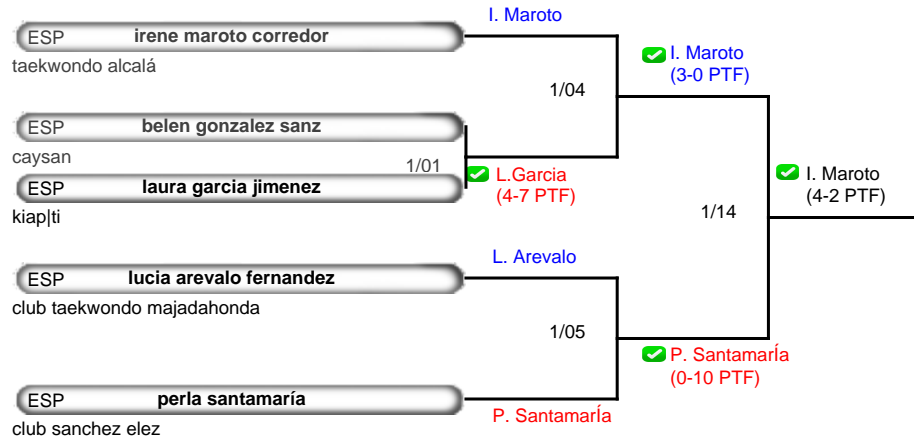 I. Maroto
ESP irene maroto corredor
taekwondo alcalá
I. Maroto
(3-0 PTF)
1/04
ESP belen gonzalez sanz
caysan
1/01
L.Garcia
(4-7 PTF)
I. Maroto
(4-2 PTF)
ESP laura garcia jimenez
kiap|ti
1/14
L. Arevalo
ESP lucia arevalo fernandez
club taekwondo majadahonda
1/05
P. SantamarÍa
(0-10 PTF)
ESP perla santamaría
P. SantamarÍa
club sanchez elez